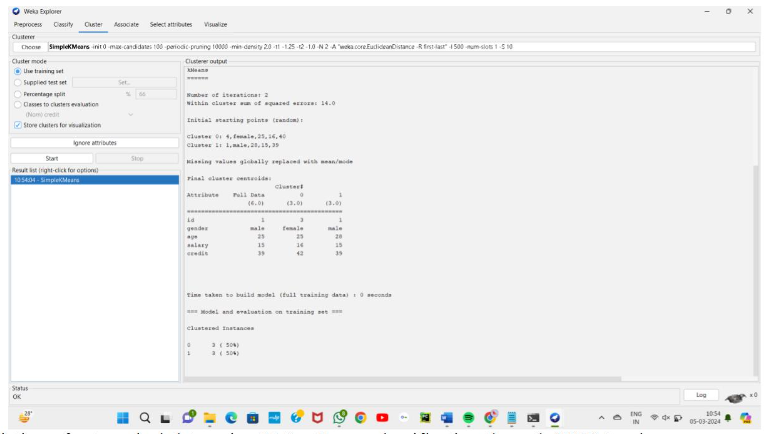 Weka Explorer
Preprocess Classify Cluster Associate Select attributes Visualize
Clusterer
Choose SimpleKMeans -init 0 -max-candidates 100 -periodic-pruning 10000 -min-density 2.0 -t1 -1.25 -t2 -1.0 -N 2 -A "weka.core.EuclideanDistance -R first-last" -I 500 -num-slots 1 -S 10
Cluster mode
Use training set
Supplied test set Set...
Percentage split % 66
Classes to clusters evaluation
(Nom) credit
Store clusters for visualization
Ignore attributes
Start Stop
Result list (right-click for options)
10:54:04 - SimpleKMeans
Clusterer output
kMeans
======
Number of iterations: 2
Within cluster sum of squared errors: 14.0
Initial starting points (random):
Cluster 0: 4,female,25,16,40
Cluster 1: 1,male,28,15,39
Missing values globally replaced with mean/mode
Final cluster centroids:
Cluster#
Attribute Full Data 0 1
(6.0) (3.0) (3.0)
==========================================
id 1 3 1
gender male female male
age 25 25 28
salary 15 16 15
credit 39 42 39
Time taken to build model (full training data) : 0 seconds
=== Model and evaluation on training set ===
Clustered Instances
0 3 ( 50%)
1 3 ( 50%)
Status
OK
Log x 0
28°
ENG
IN
10:54
05-03-2024